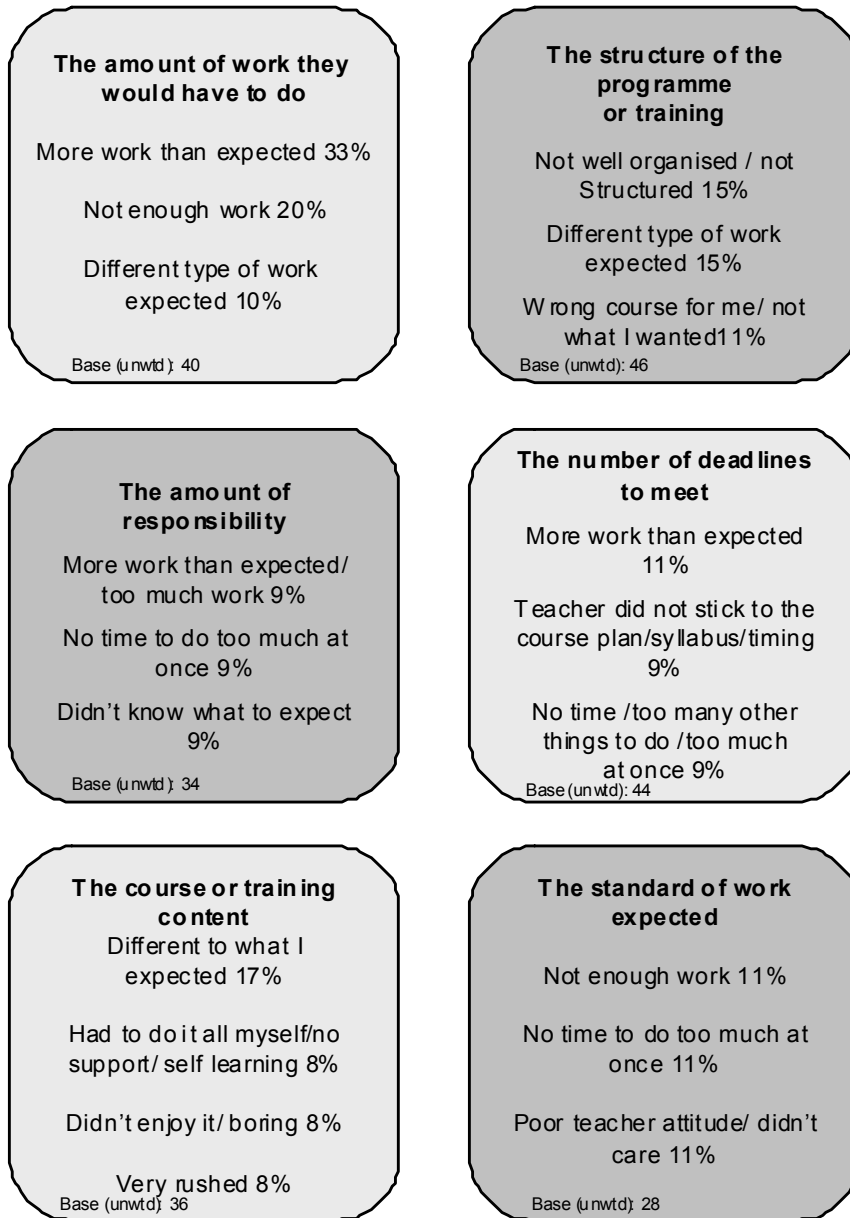 The amount of work they
would have to do
More work than expected 33%
Not enough work 20%
Different type of work
expected 10%
Base (unwtd): 40
The structure of the
programme
or training
Not well organised / not
Structured 15%
Different type of work
expected 15%
Wrong course for me/ not
what I wanted11%
Base (unwtd): 46
The amount of
responsibility
More work than expected/
too much work 9%
No time to do too much at
once 9%
Didn't know what to expect
9%
Base (unwtd): 34
The number of deadlines
to meet
More work than expected
11%
Teacher did not stick to the
course plan/syllabus/timing
9%
No time /too many other
things to do /too much
at once 9%
Base (unwtd): 44
The course or training
content
Different to what I
expected 17%
Had to do it all myself/no
support/ self learning 8%
Didn't enjoy it/ boring 8%
Very rushed 8%
Base (unwtd): 36
The standard of work
expected
Not enough work 11%
No time to do too much at
once 11%
Poor teacher attitude/ didn't
care 11%
Base (unwtd): 28